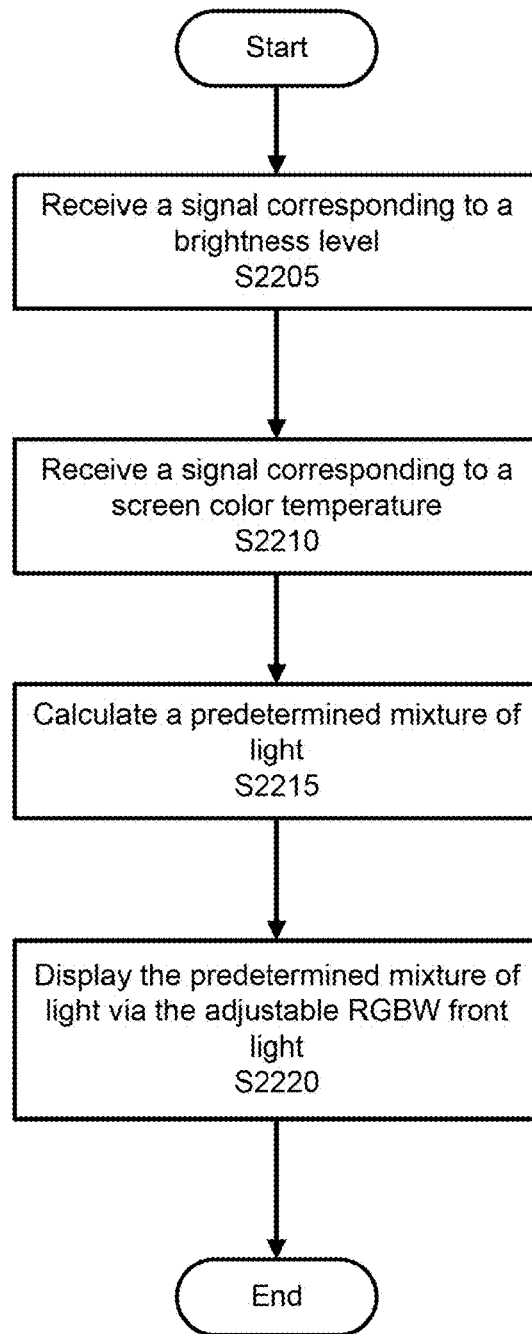 Start
Receive a signal corresponding to a
brightness level
S2205
Receive a signal corresponding to a
screen color temperature
S2210
Calculate a predetermined mixture of
light
S2215
Display the predetermined mixture of
light via the adjustable RGBW front
light
S2220
End